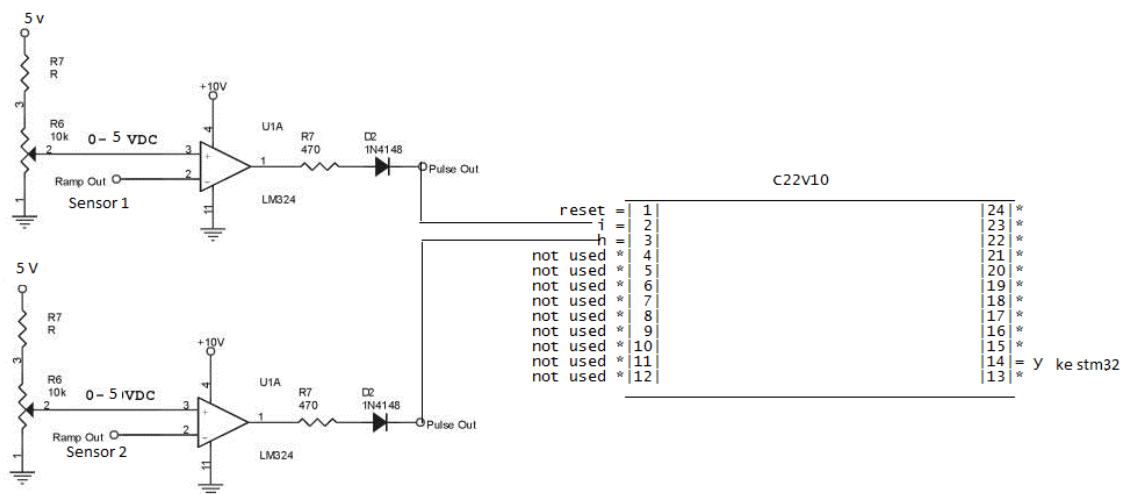 5 v
R7
R
3
R6
10k
2
0- 5 VDC
1
Ramp Out
Sensor 1
+10V
4
3
+
2
-
11
1
U1A
LM324
R7
470
D2
1N4148
Pulse Out
5 V
R7
R
3
R6
10k
2
0- 5 VDC
1
Ramp Out
Sensor 2
+10V
4
3
+
2
-
11
1
U1A
LM324
R7
470
D2
1N4148
Pulse Out
C22V10
reset =| 1| |24|*
i =| 2| |23|*
h =| 3| |22|*
not used *| 4| |21|*
not used *| 5| |20|*
not used *| 6| |19|*
not used *| 7| |18|*
not used *| 8| |17|*
not used *| 9| |16|*
not used *|10| |15|*
not used *|11| |14|= y ke stm32
not used *|12| |13|*